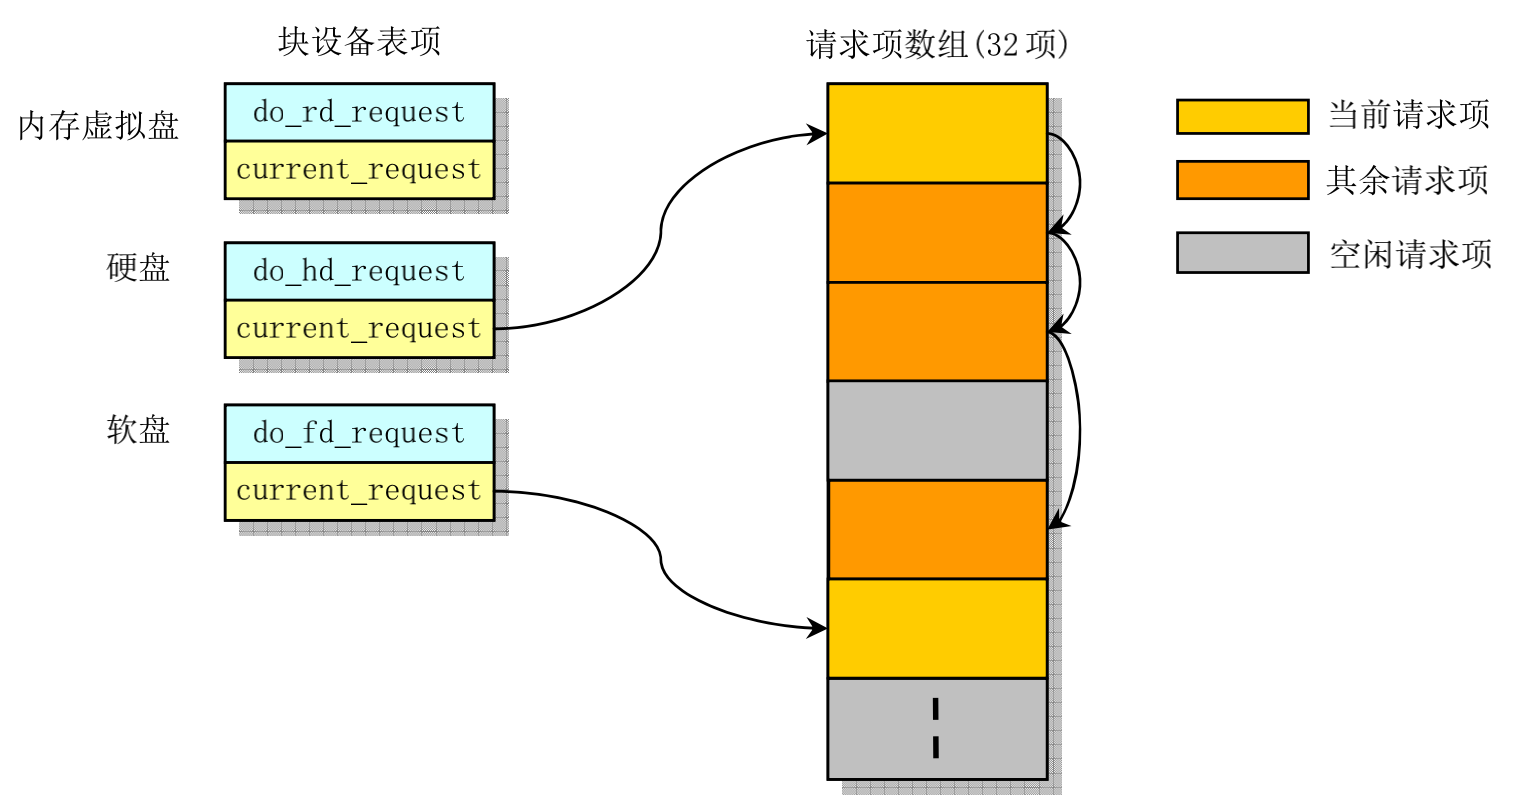 块设备表项
请求项数组(32项)
内存虚拟盘
do_rd_request
current_request
硬盘
do_hd_request
current_request
软盘
do_fd_request
current_request
当前请求项
其余请求项
空闲请求项